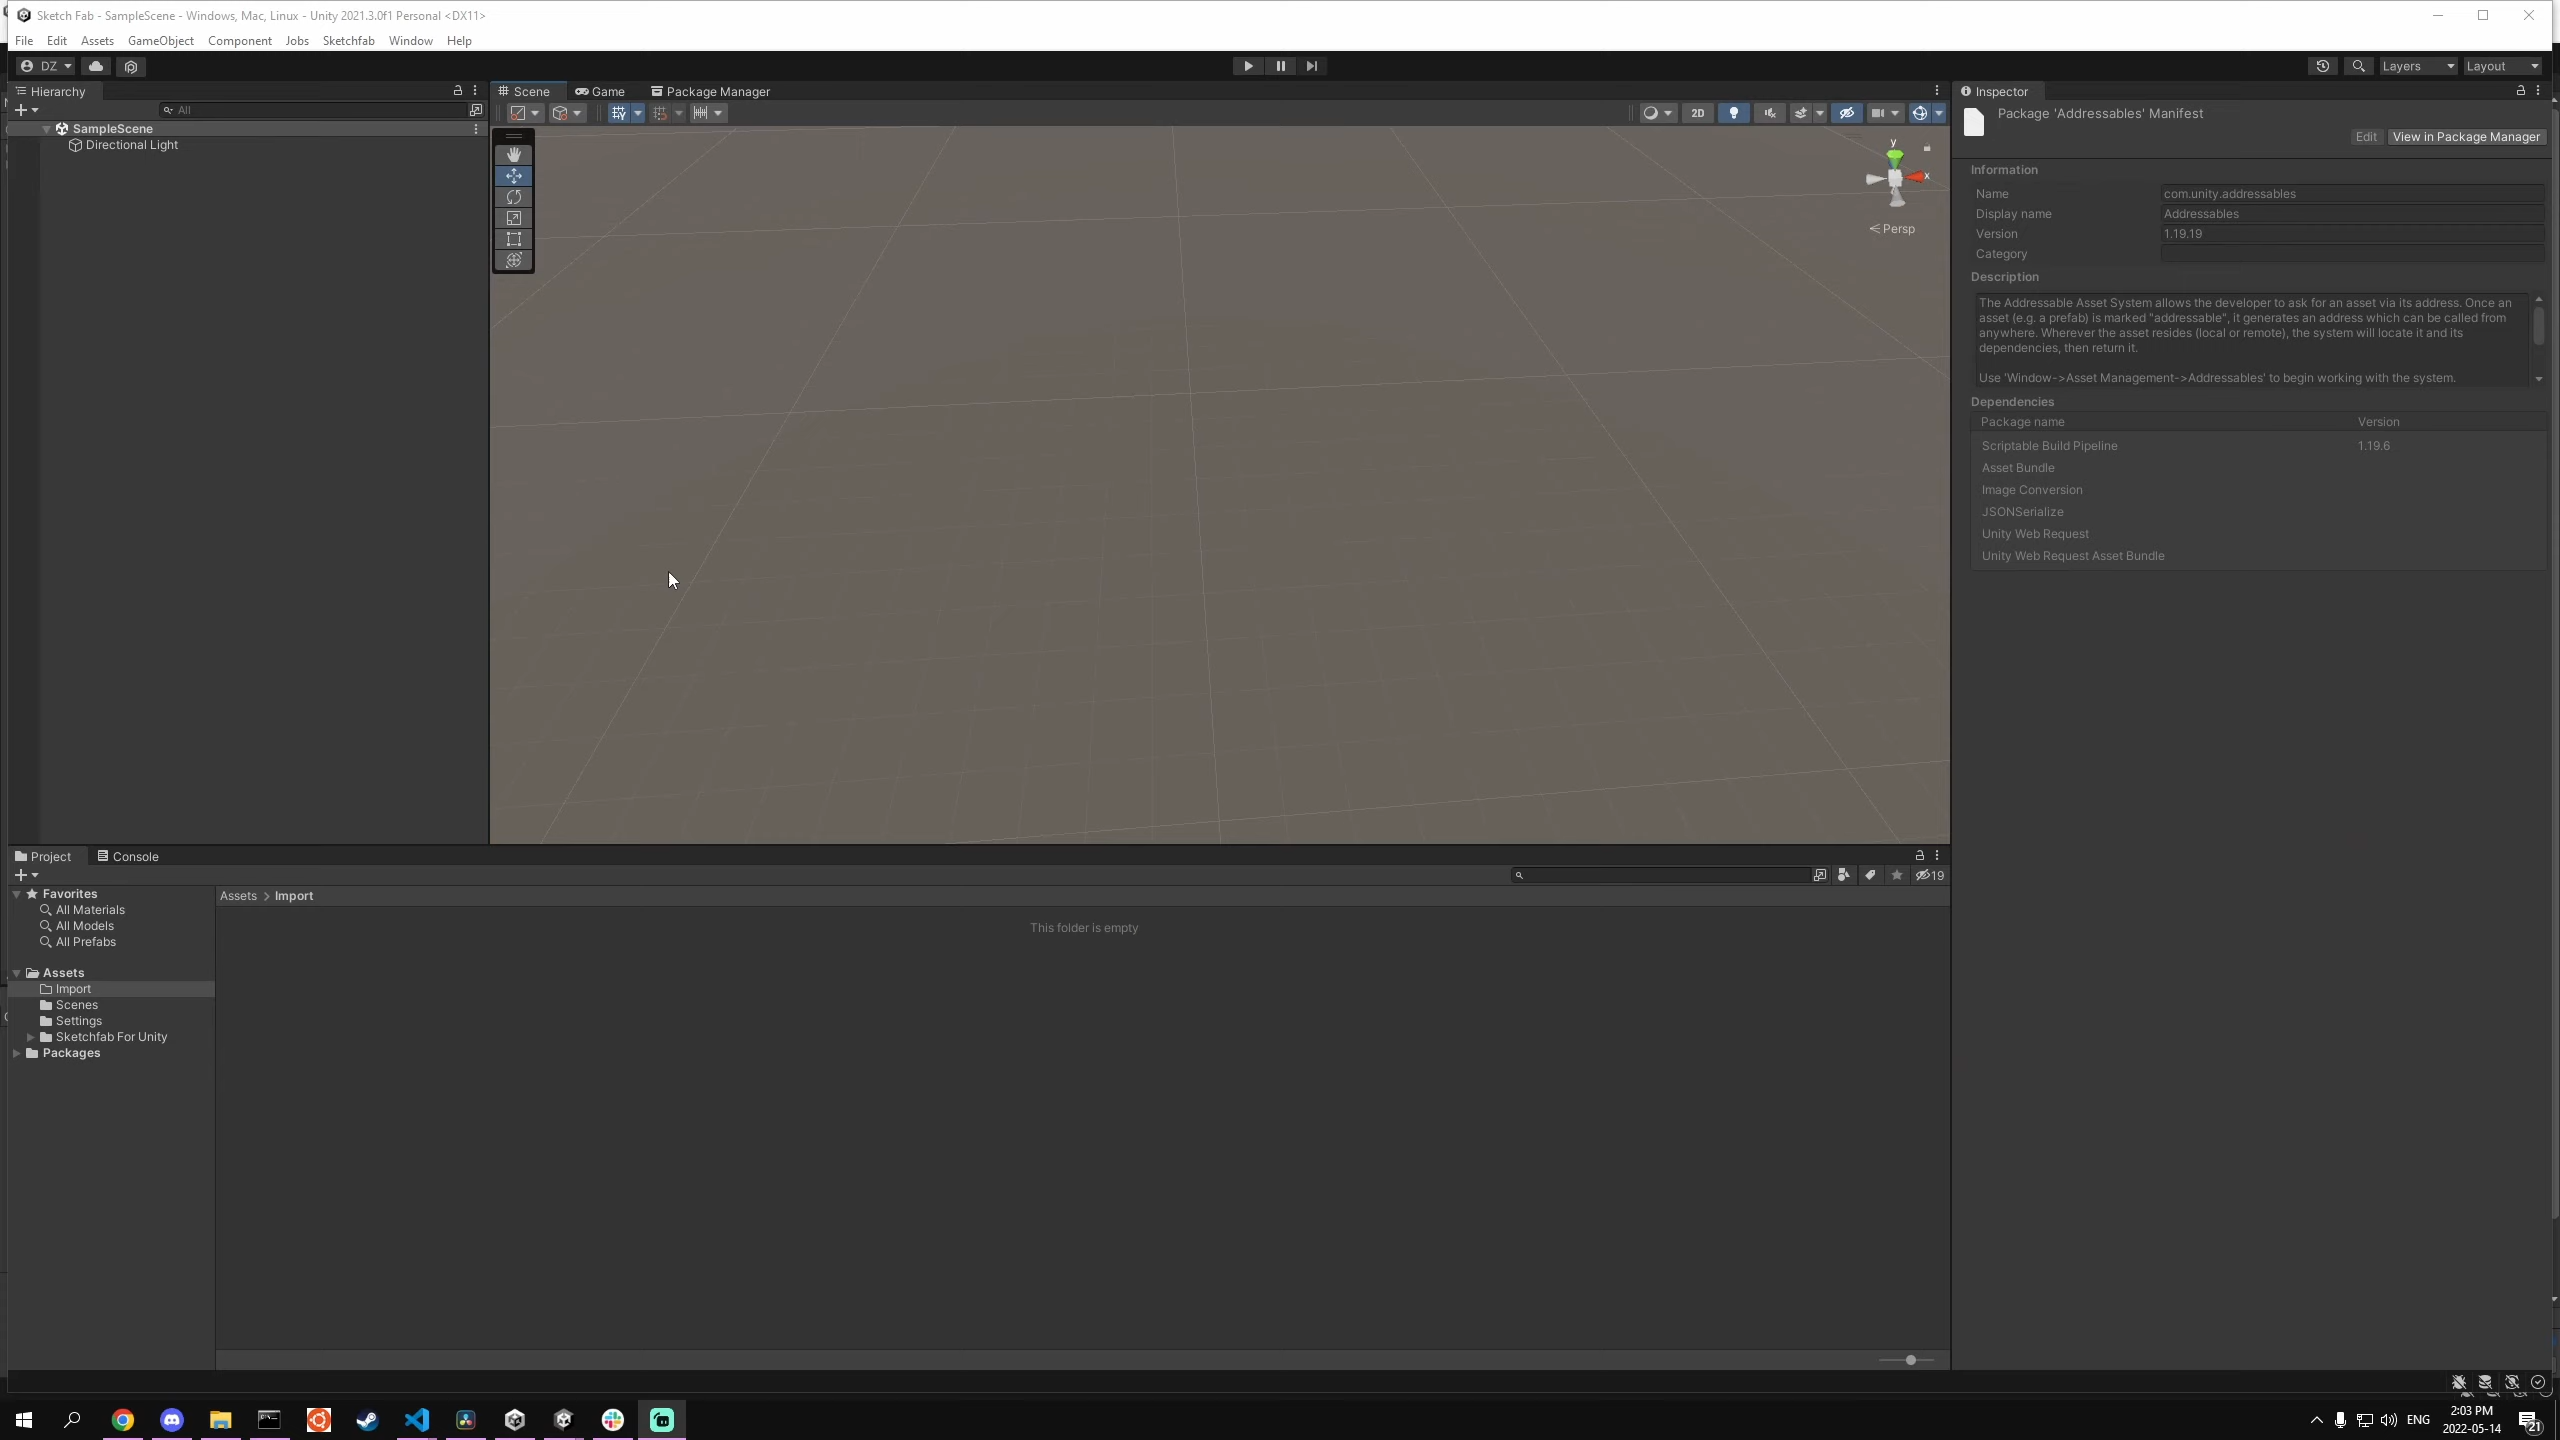 Sketch Fab - SampleScene - Windows, Mac, Linux - Unity 2021.3.0f1 Personal <DX11>
File Edit Assets GameObject Component Jobs Sketchfab Window Help
DZ
Layers Layout
Hierarchy
Scene Game Package Manager
Inspector
All
2D
SampleScene
Directional Light
y
x
Persp
Package 'Addressables' Manifest
Edit View in Package Manager
Information
Name com.unity.addressables
Display name Addressables
Version 1.19.19
Category
Description
The Addressable Asset System allows the developer to ask for an asset via its address. Once an
asset (e.g. a prefab) is marked "addressable", it generates an address which can be called from
anywhere. Wherever the asset resides (local or remote), the system will locate it and its
dependencies, then return it.
Use 'Window->Asset Management->Addressables' to begin working with the system.
Dependencies
Package name Version
Scriptable Build Pipeline 1.19.6
Asset Bundle
Image Conversion
JSONSerialize
Unity Web Request
Unity Web Request Asset Bundle
Project Console
19
Favorites
All Materials
All Models
All Prefabs
Assets
Import
Scenes
Settings
Sketchfab For Unity
Packages
Assets > Import
This folder is empty
ENG
2:03 PM
2022-05-14
21